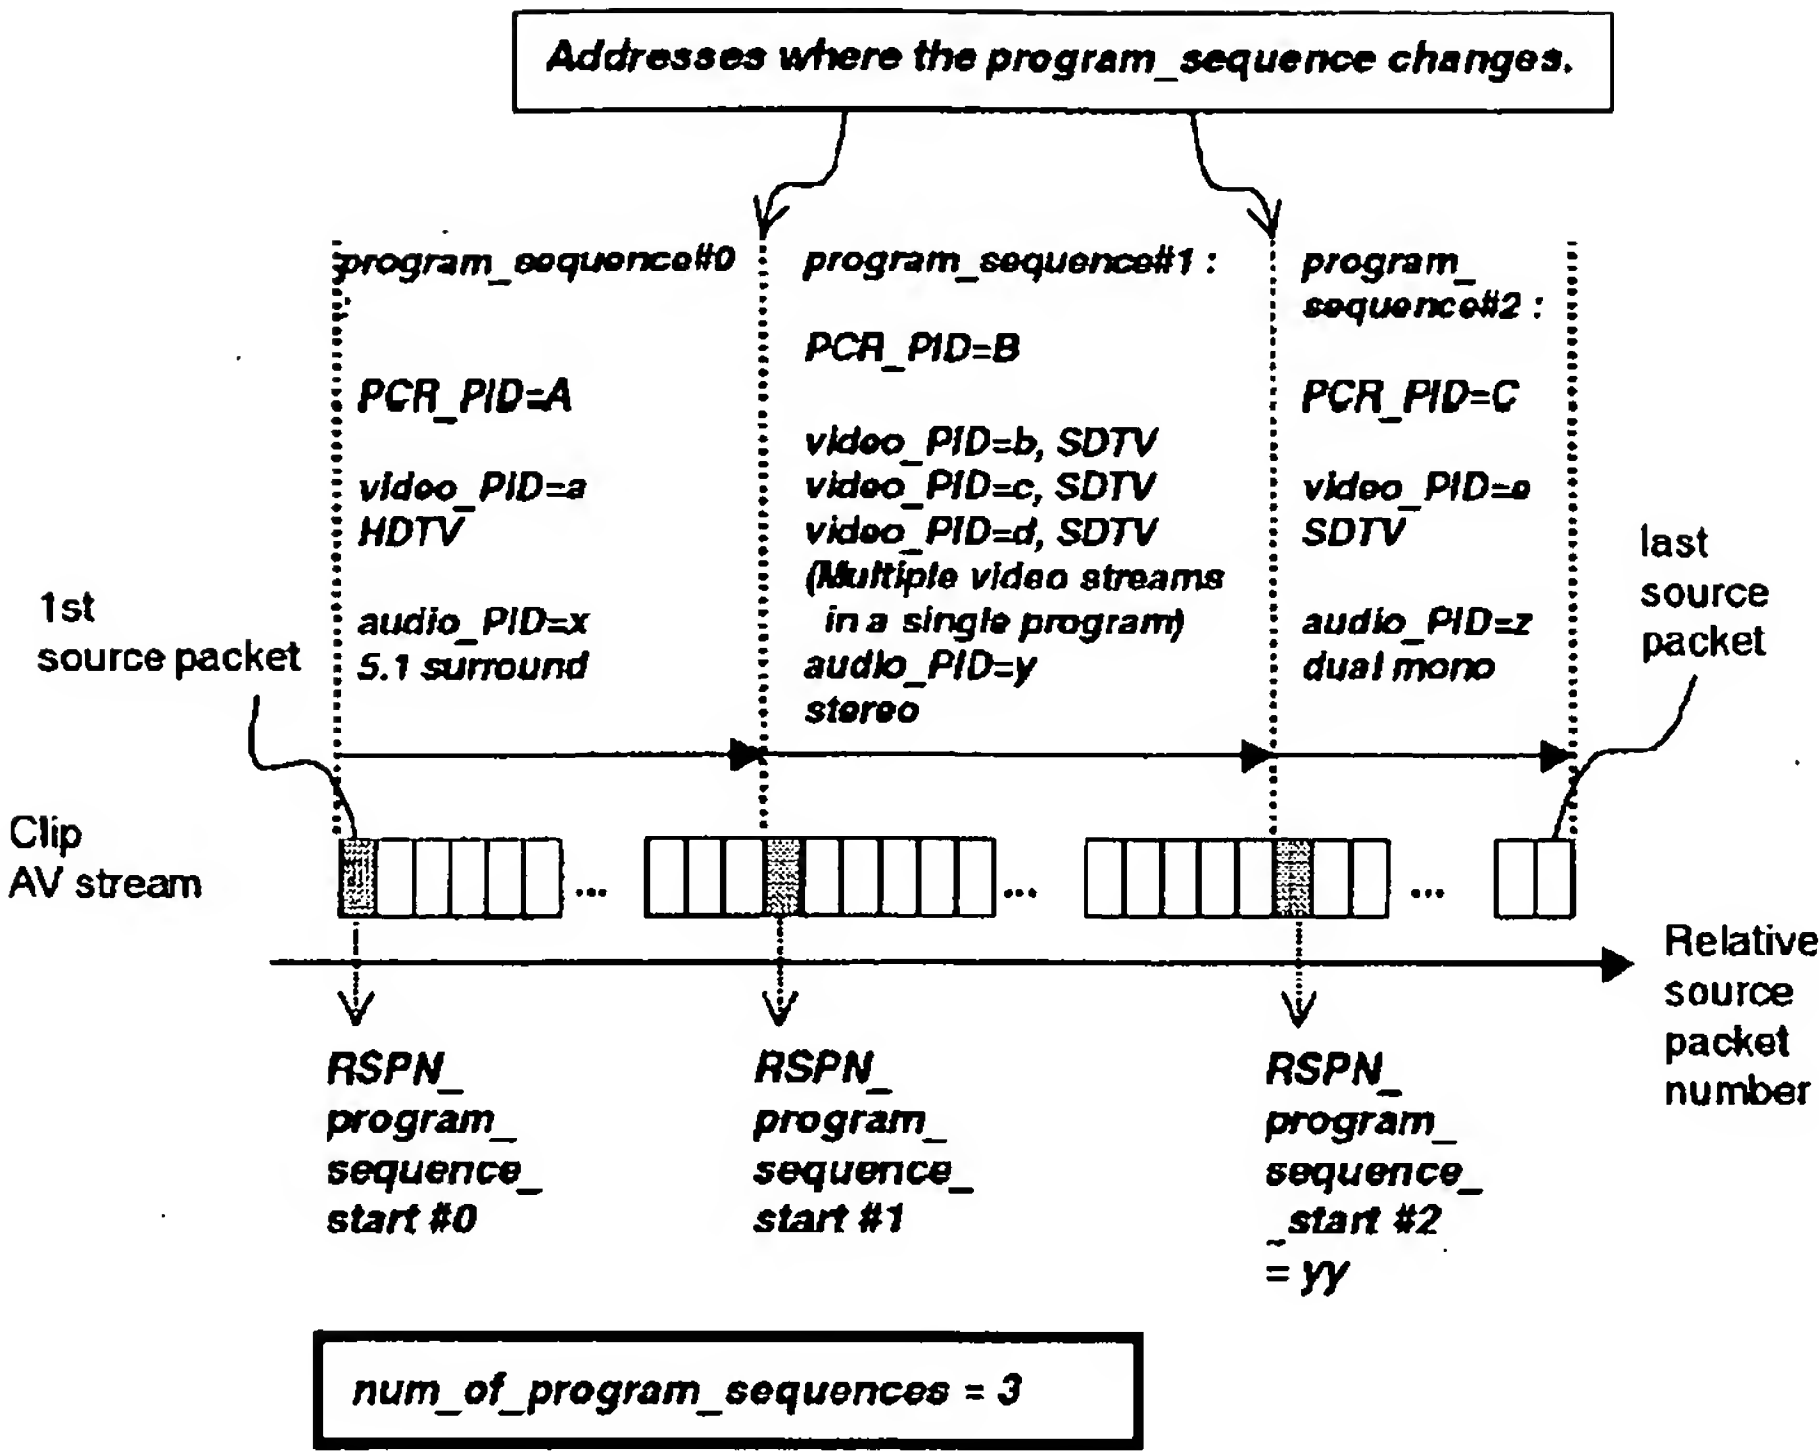 Addresses where the program_sequence changes.
program_sequence#0
:
PCR_PID=A
video_PID=a
HDTV
audio_PID=x
5.1 surround
program_sequence#1 :
PCR_PID=B
video_PID=b, SDTV
video_PID=c, SDTV
video_PID=d, SDTV
(Multiple video streams
in a single program)
audio_PID=y
stereo
program_
sequence#2 :
PCR_PID=C
video_PID=e
SDTV
audio_PID=z
dual mono
1st
source packet
last
source
packet
Clip
AV stream
...
...
...
Relative
source
packet
number
RSPN_
program_
sequence_
start #0
RSPN_
program_
sequence_
start #1
RSPN_
program_
sequence_
_start #2
= yy
num_of_program_sequences = 3